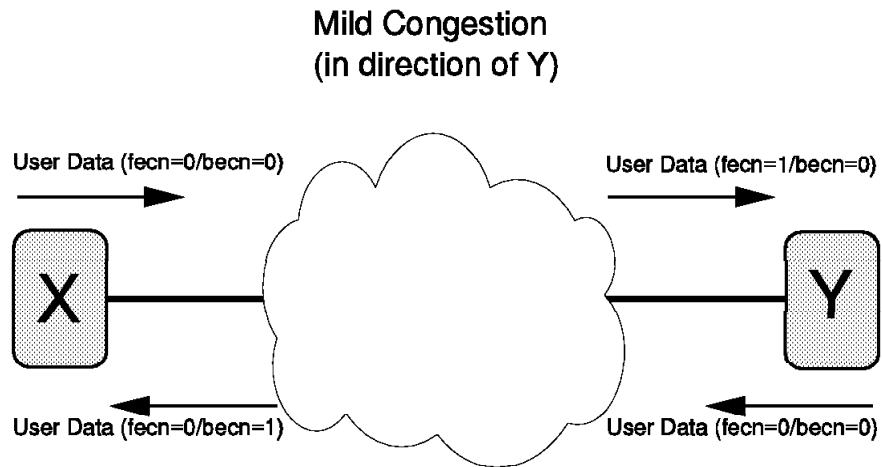 Mild Congestion
(in direction of Y)
User Data (fecn=0/becn=0)
User Data (fecn=1/becn=0)
X
Y
User Data (fecn=0/becn=1)
User Data (fecn=0/becn=0)